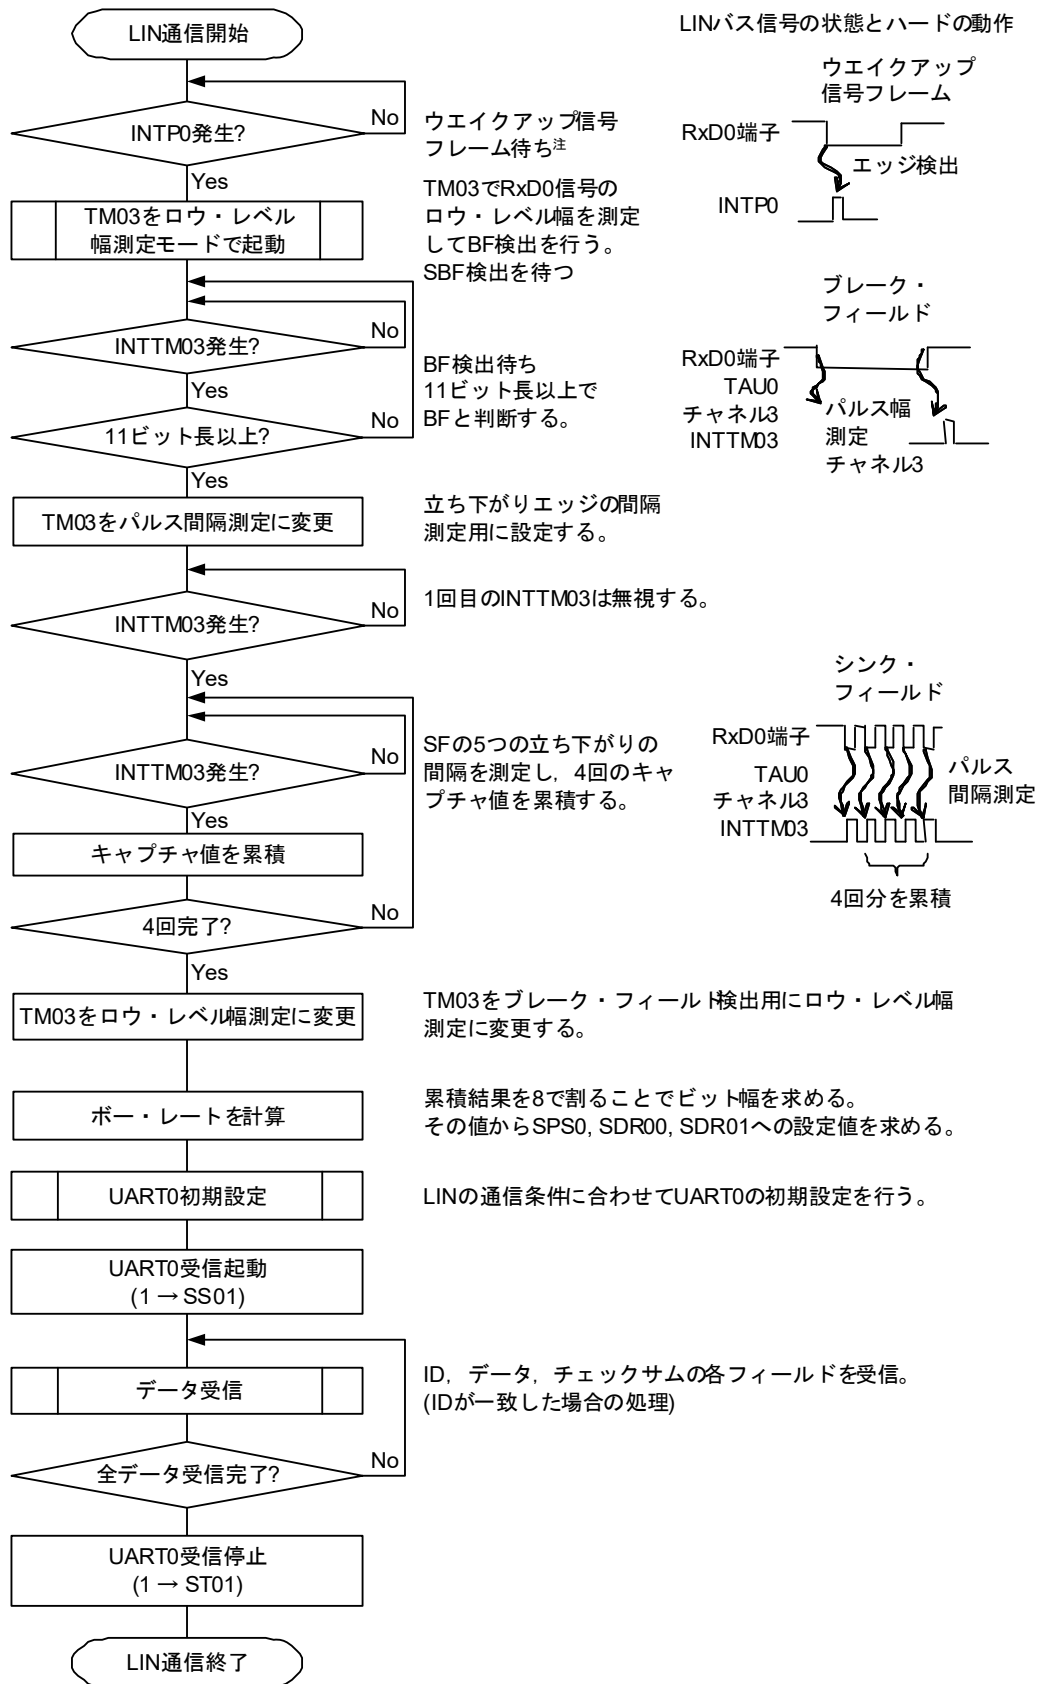 LIN通信開始
LINバス信号の状態とハードの動作
INTP0発生?
No
Yes
ウエイクアップ信号
フレーム待ち注
ウエイクアップ
信号フレーム
RxD0端子
エッジ検出
INTP0
TM03をロウ・レベル
幅測定モードで起動
TM03でRxD0信号の
ロウ・レベル幅を測定
してBF検出を行う。
SBF検出を待つ
INTTM03発生?
No
Yes
11ビット長以上?
No
Yes
BF検出待ち
11ビット長以上で
BFと判断する。
ブレーク・
フィールド
RxD0端子
TAU0
チャネル3
INTTM03
パルス幅
測定
チャネル3
TM03をパルス間隔測定に変更
立ち下がりエッジの間隔
測定用に設定する。
INTTM03発生?
No
Yes
1回目のINTTM03は無視する。
INTTM03発生?
No
Yes
SFの5つの立ち下がりの
間隔を測定し，4回のキャ
プチャ値を累積する。
シンク・
フィールド
RxD0端子
TAU0
チャネル3
INTTM03
パルス
間隔測定
4回分を累積
キャプチャ値を累積
4回完了?
No
Yes
TM03をロウ・レベル幅測定に変更
TM03をブレーク・フィールド検出用にロウ・レベル幅
測定に変更する。
ボー・レートを計算
累積結果を8で割ることでビット幅を求める。
その値からSPS0, SDR00, SDR01への設定値を求める。
UART0初期設定
LINの通信条件に合わせてUART0の初期設定を行う。
UART0受信起動
(1 → SS01)
データ受信
ID，データ，チェックサムの各フィールドを受信。
(IDが一致した場合の処理)
全データ受信完了?
No
UART0受信停止
(1 → ST01)
LIN通信終了